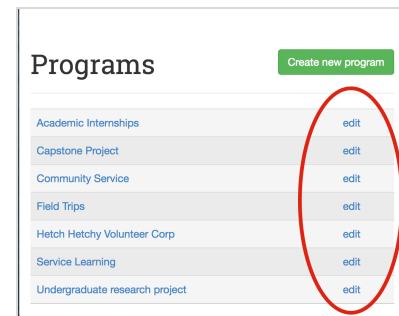 Programs Create new program
Academic Internships edit
Capstone Project edit
Community Service edit
Field Trips edit
Hetch Hetchy Volunteer Corp edit
Service Learning edit
Undergraduate research project edit